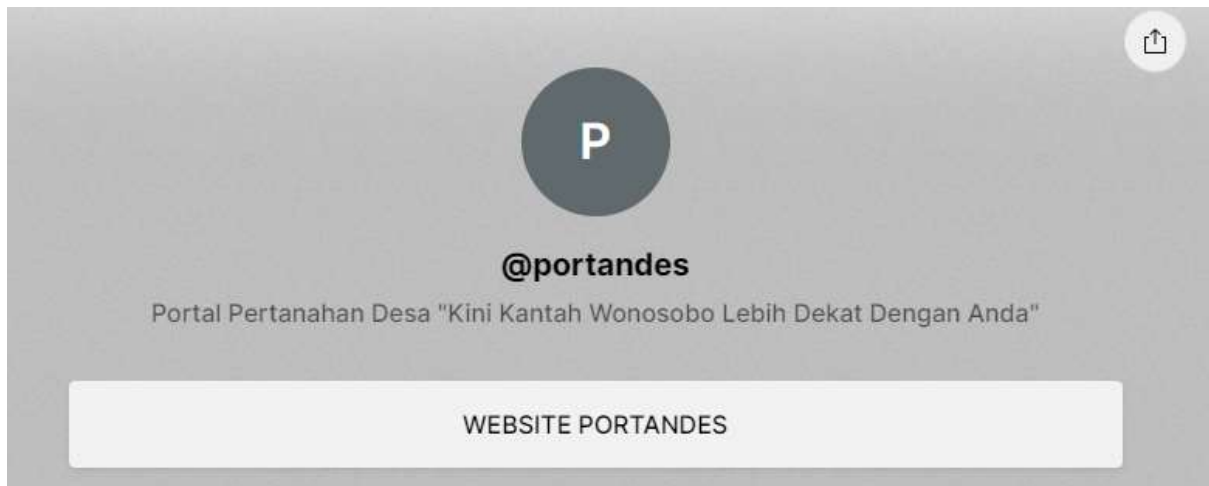 P
@portandes
Portal Pertanahan Desa "Kini Kantah Wonosobo Lebih Dekat Dengan Anda"
WEBSITE PORTANDES